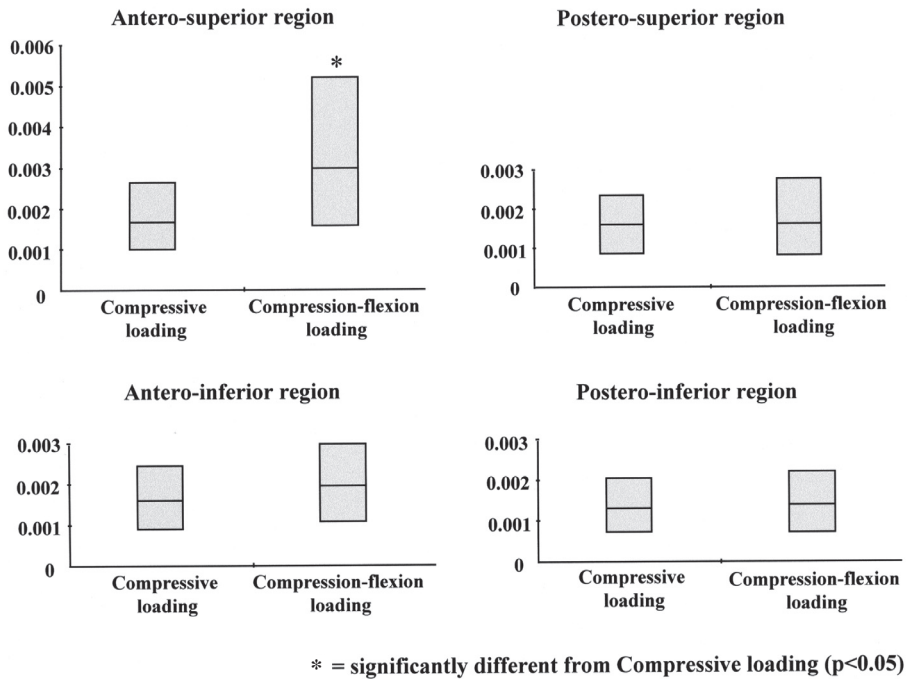 Antero-superior region
0.006
0.005
0.004
0.003
0.002
0.001
0
*
Compressive
loading
Compression-flexion
loading
Postero-superior region
0.003
0.002
0.001
0
Compressive
loading
Compression-flexion
loading
Antero-inferior region
0.003
0.002
0.001
0
Compressive
loading
Compression-flexion
loading
Postero-inferior region
0.003
0.002
0.001
0
Compressive
loading
Compression-flexion
loading
* = significantly different from Compressive loading (p<0.05)